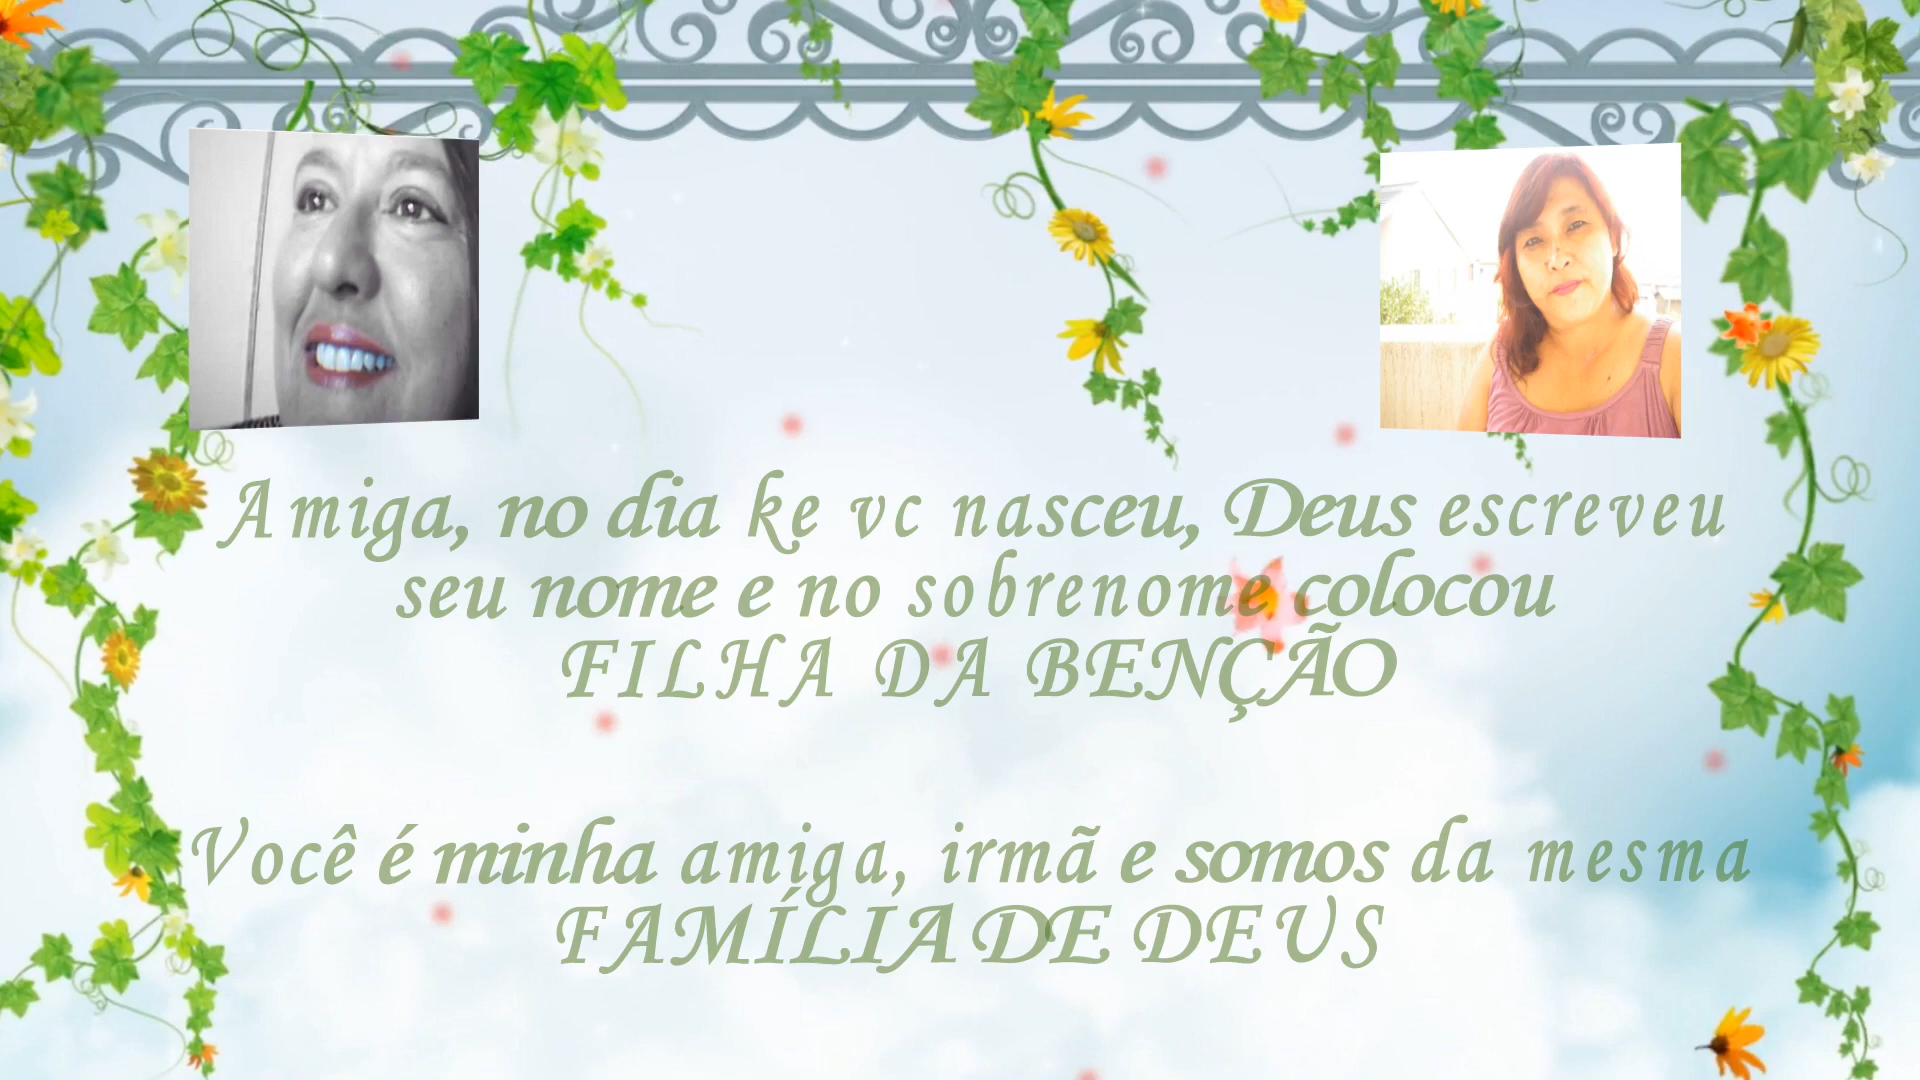 Amiga, no dia ke vc nasceu, Deus escreveu
seu nome e no sobrenome colocou
FILHA DA BENÇÃO
Você é minha amiga, irmã e somos da mesma
FAMÍLIA DE DEUS